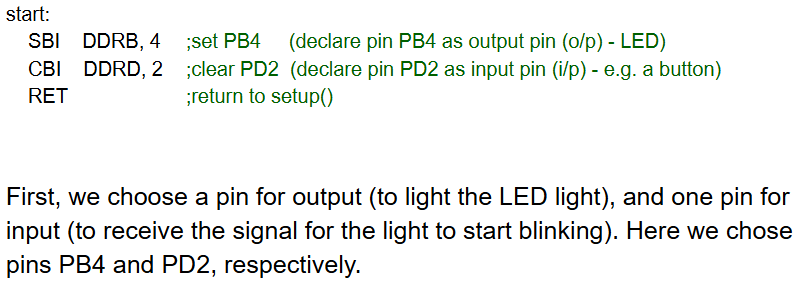 start:
SBI DDRB, 4 ;set PB4 (declare pin PB4 as output pin (o/p) - LED)
CBI DDRD, 2 ;clear PD2 (declare pin PD2 as input pin (i/p) - e.g. a button)
RET ;return to setup()
First, we choose a pin for output (to light the LED light), and one pin for
input (to receive the signal for the light to start blinking). Here we chose
pins PB4 and PD2, respectively.